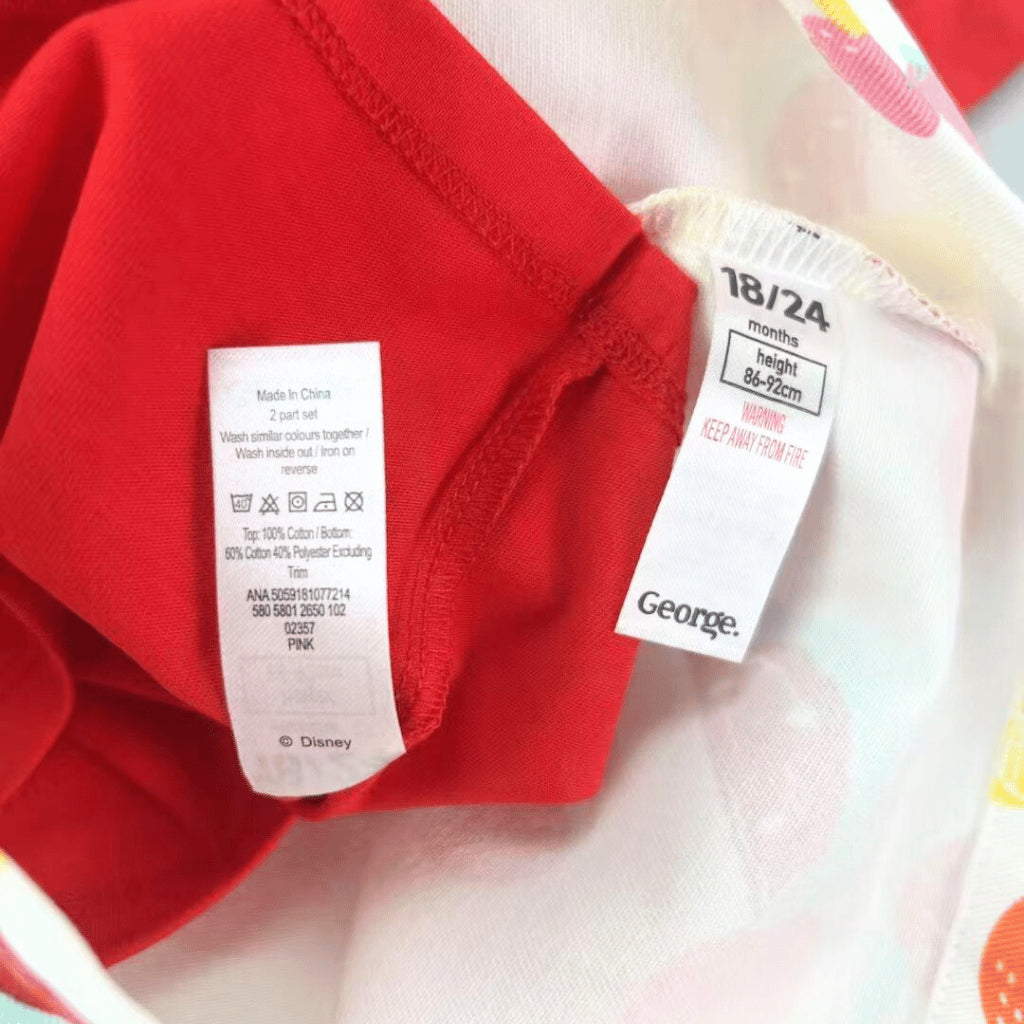 Made In China
2 part set
Wash similar colours together /
Wash inside out / Iron on
reverse
40
Top: 100% Cotton / Bottom:
60% Cotton 40% Polyester Excluding
Trim
ANA 5059181077214
580 5801 2650 102
02357
PINK
© Disney
18/24
months
height
86-92cm
WARNING
KEEP AWAY FROM FIRE
George.